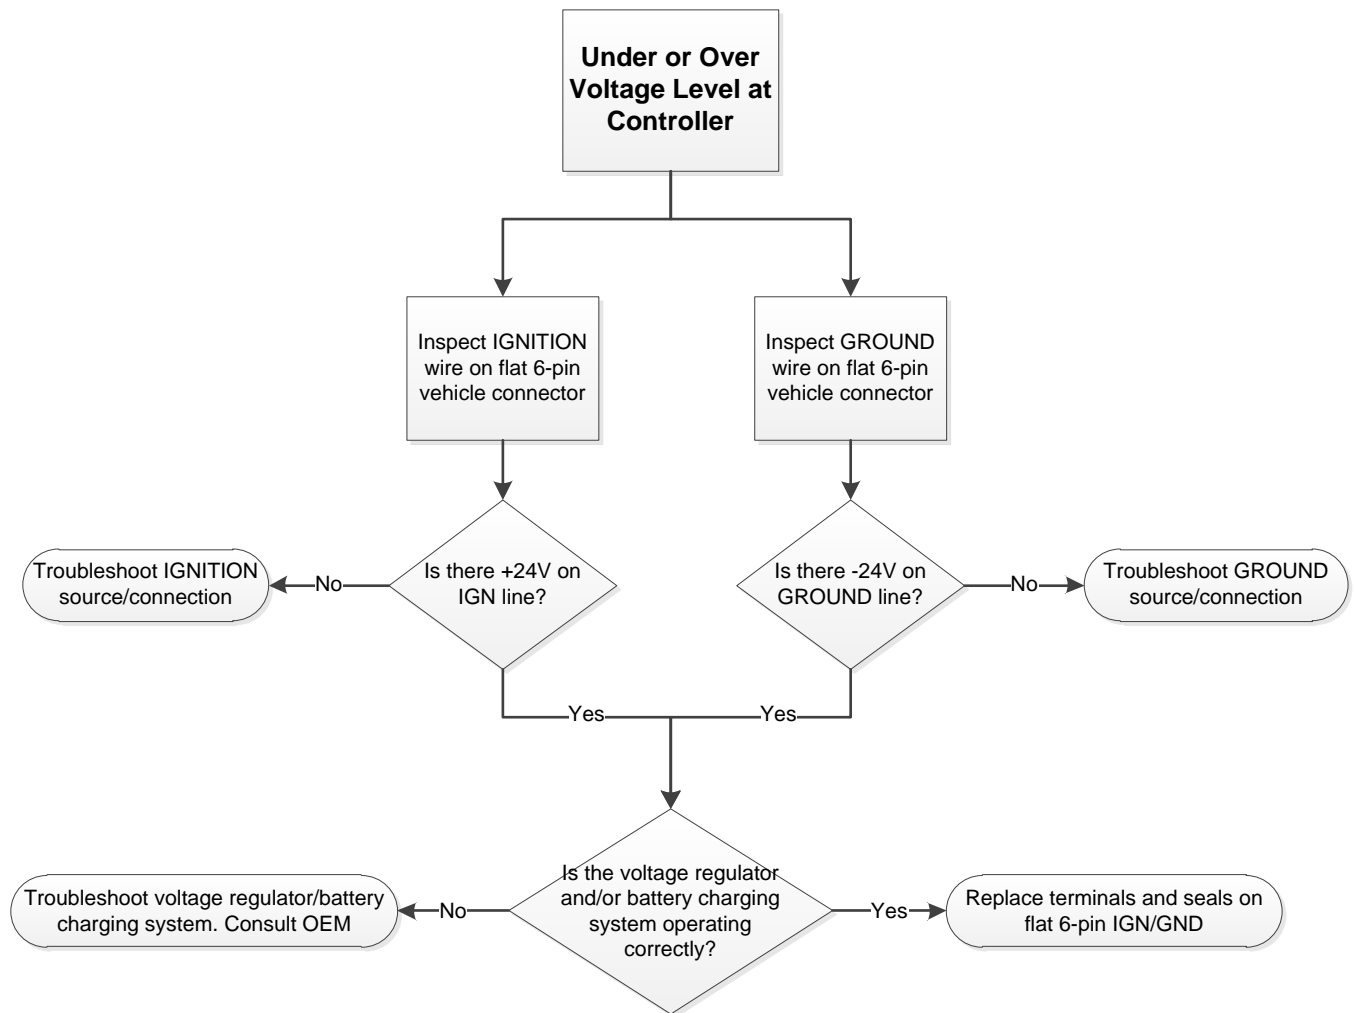 Under or Over
Voltage Level at
Controller
Inspect IGNITION
wire on flat 6-pin
vehicle connector
Inspect GROUND
wire on flat 6-pin
vehicle connector
Troubleshoot IGNITION
source/connection
No
Is there +24V on
IGN line?
Is there -24V on
GROUND line?
No
Troubleshoot GROUND
source/connection
Yes
Yes
Troubleshoot voltage regulator/battery
charging system. Consult OEM
No
Is the voltage regulator
and/or battery charging
system operating
correctly?
Yes
Replace terminals and seals on
flat 6-pin IGN/GND